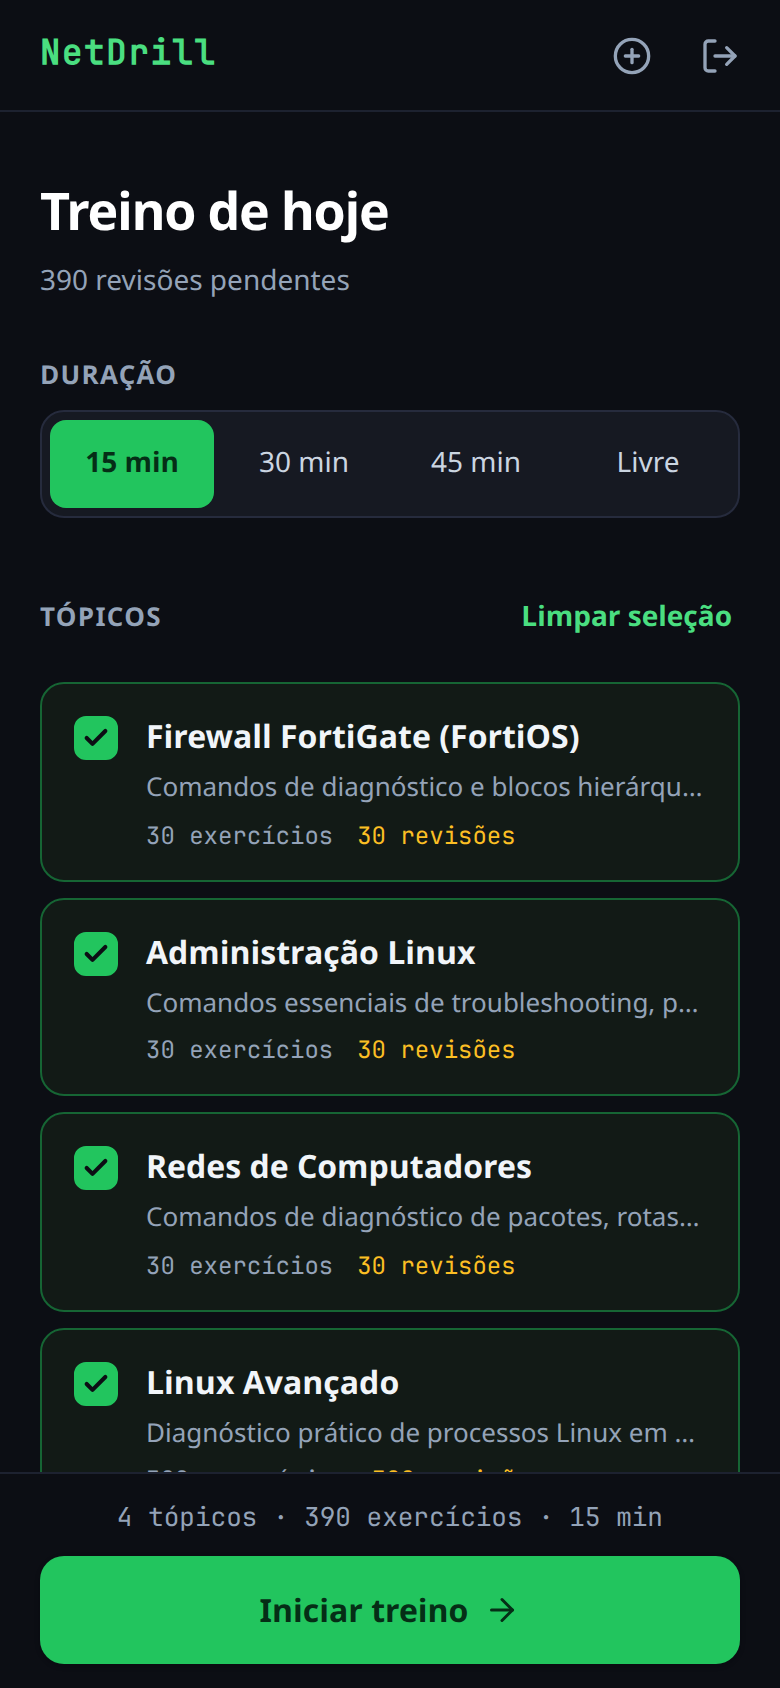 NetDrill
Treino de hoje
390 revisões pendentes
DURAÇÃO
15 min
30 min
45 min
Livre
TÓPICOS
Limpar seleção
Firewall FortiGate (FortiOS)
Comandos de diagnóstico e blocos hierárqu...
30 exercícios 30 revisões
Administração Linux
Comandos essenciais de troubleshooting, p...
30 exercícios 30 revisões
Redes de Computadores
Comandos de diagnóstico de pacotes, rotas...
30 exercícios 30 revisões
Linux Avançado
Diagnóstico prático de processos Linux em ...
4 tópicos · 390 exercícios · 15 min
Iniciar treino →